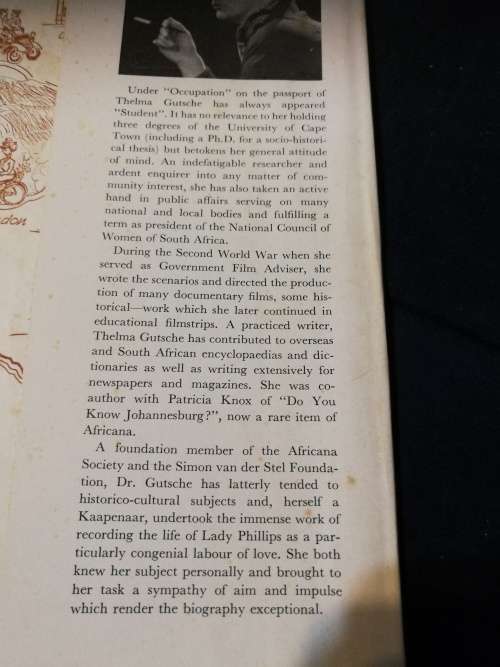 don
Under "Occupation" on the passport of
Thelma Gutsche has always appeared
"Student". It has no relevance to her holding
three degrees of the University of Cape
Town (including a Ph.D. for a socio-histori-
cal thesis) but betokens her general attitude
of mind. An indefatigable researcher and
ardent enquirer into any matter of com-
munity interest, she has also taken an active
hand in public affairs serving on many
national and local bodies and fulfilling a
term as president of the National Council of
Women of South Africa.
During the Second World War when she
served as Government Film Adviser, she
wrote the scenarios and directed the produc-
tion of many documentary films, some his-
torical—work which she later continued in
educational filmstrips. A practiced writer,
Thelma Gutsche has contributed to overseas
and South African encyclopaedias and dic-
tionaries as well as writing extensively for
newspapers and magazines. She was co-
author with Patricia Knox of "Do You
Know Johannesburg?", now a rare item of
Africana.
A foundation member of the Africana
Society and the Simon van der Stel Founda-
tion, Dr. Gutsche has latterly tended to
historico-cultural subjects and, herself a
Kaapenaar, undertook the immense work of
recording the life of Lady Phillips as a par-
ticularly congenial labour of love. She both
knew her subject personally and brought to
her task a sympathy of aim and impulse
which render the biography exceptional.